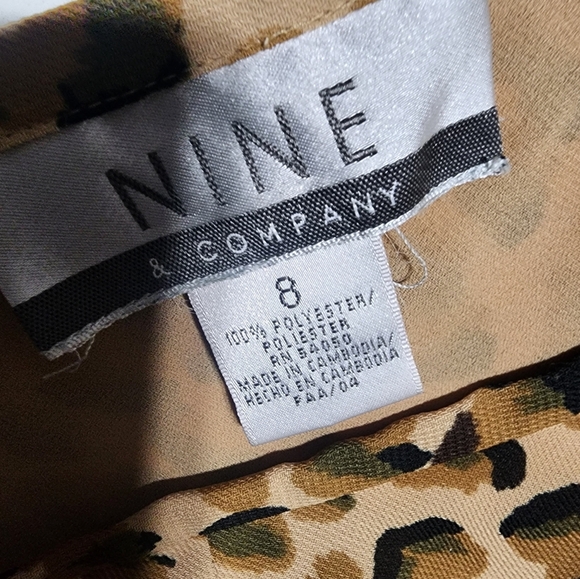 NINE
& COMPANY
8
100% POLYESTER/
POLIESTER
RN 54050
MADE IN CAMBODIA/
HECHO EN CAMBODIA
FAA/04